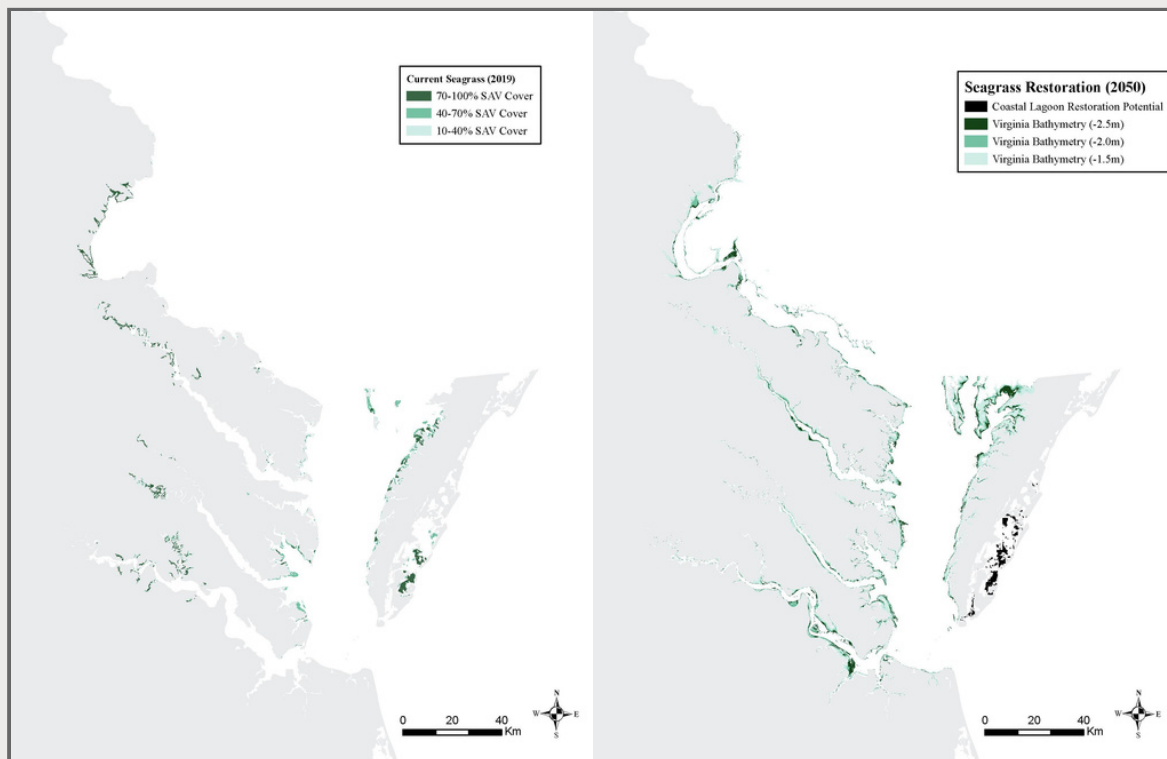 Current Seagrass (2019)
70-100% SAV Cover
40-70% SAV Cover
10-40% SAV Cover
N
W E
S
0 20 40
Km
Seagrass Restoration (2050)
Coastal Lagoon Restoration Potential
Virginia Bathymetry (-2.5m)
Virginia Bathymetry (-2.0m)
Virginia Bathymetry (-1.5m)
N
W E
S
0 20 40
Km